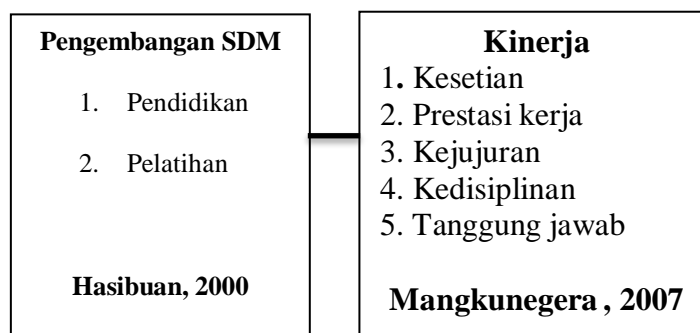 Pengembangan SDM
1. Pendidikan
2. Pelatihan
Hasibuan, 2000
Kinerja
1. Kesetian
2. Prestasi kerja
3. Kejujuran
4. Kedisiplinan
5. Tanggung jawab
Mangkunegera , 2007